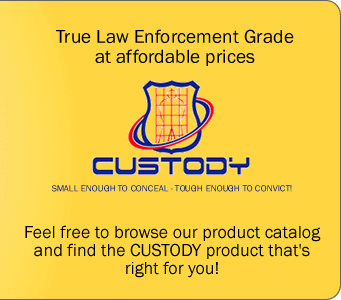 True Law Enforcement Grade
at affordable prices
CUSTODY
SMALL ENOUGH TO CONCEAL - TOUGH ENOUGH TO CONVICT!
Feel free to browse our product catalog
and find the CUSTODY product that's
right for you!